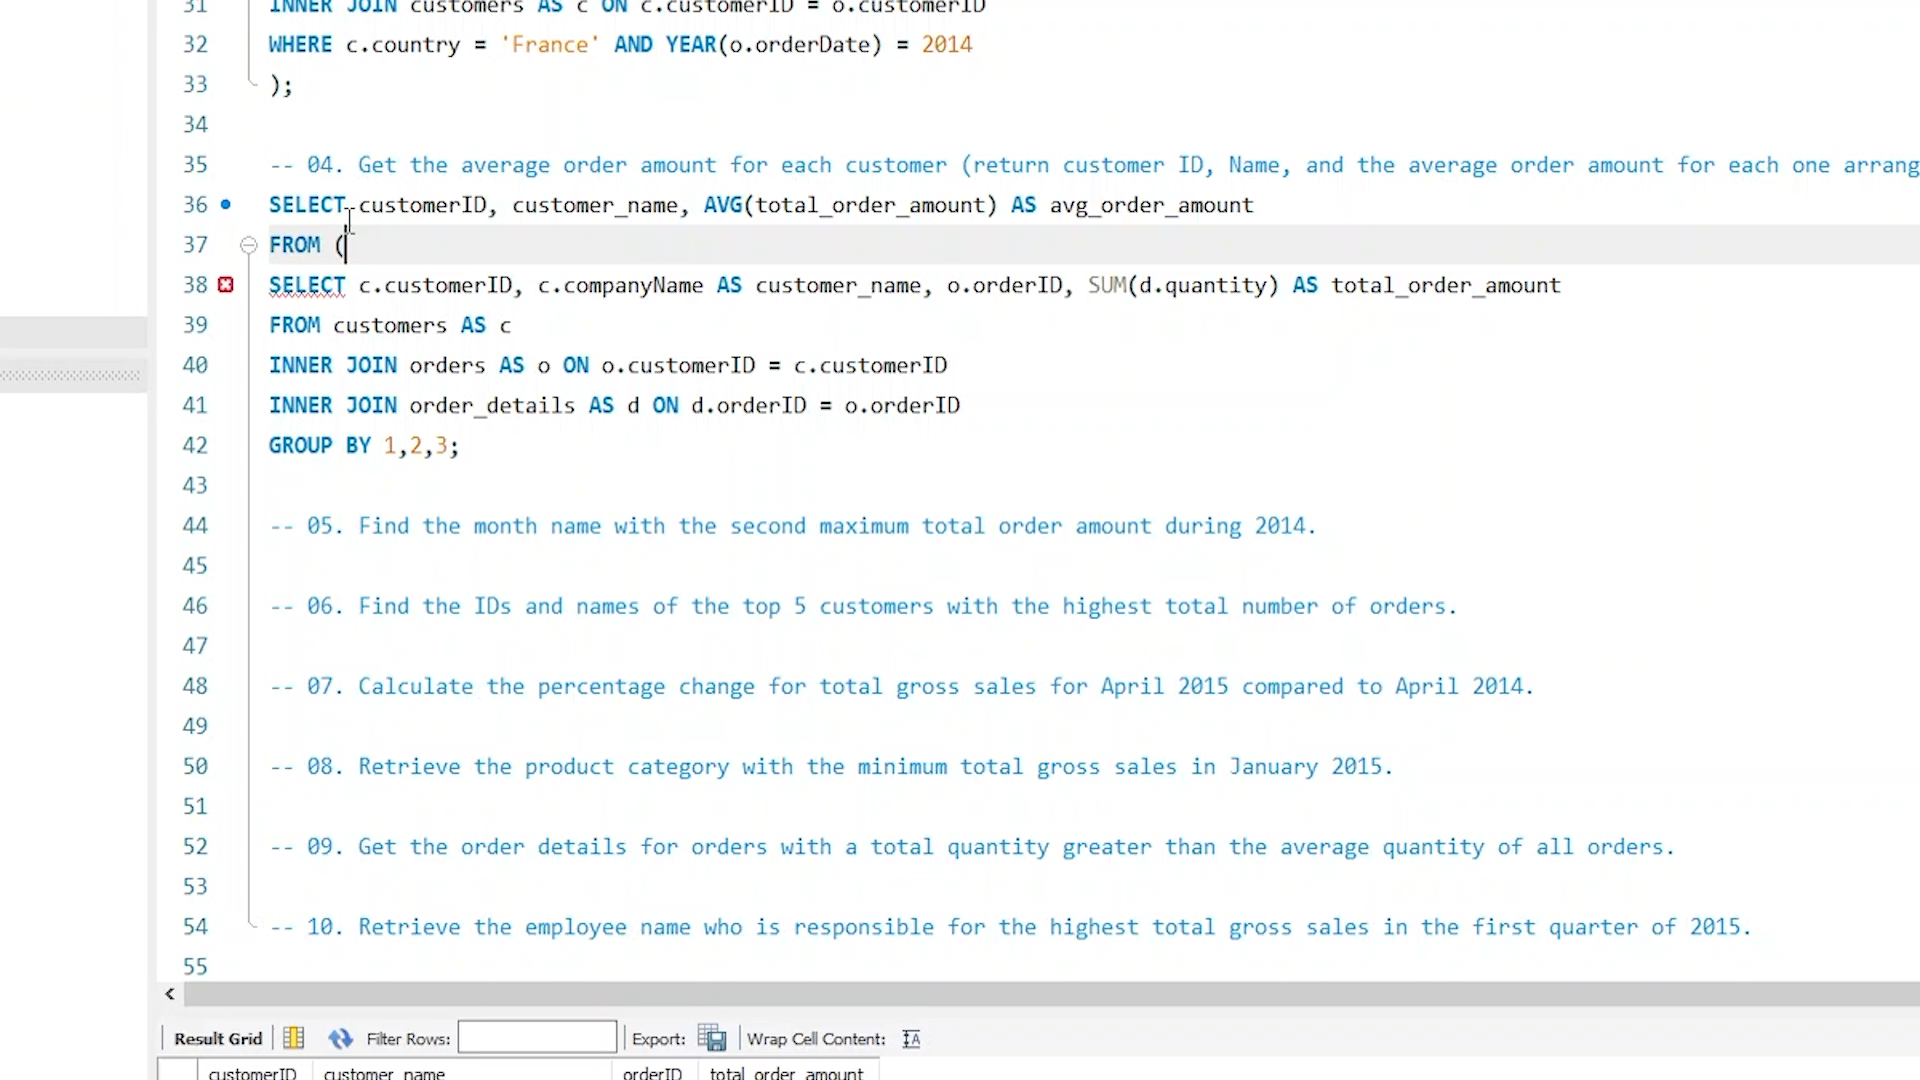 31 INNER JOIN customers AS c ON c.customerID = o.customerID
32 WHERE c.country = 'France' AND YEAR(o.orderDate) = 2014
33 );
34
35 -- 04. Get the average order amount for each customer (return customer ID, Name, and the average order amount for each one arrang
36 SELECT customerID, customer_name, AVG(total_order_amount) AS avg_order_amount
37 FROM (
38 SELECT c.customerID, c.companyName AS customer_name, o.orderID, SUM(d.quantity) AS total_order_amount
39 FROM customers AS c
40 INNER JOIN orders AS o ON o.customerID = c.customerID
41 INNER JOIN order_details AS d ON d.orderID = o.orderID
42 GROUP BY 1,2,3;
43
44 -- 05. Find the month name with the second maximum total order amount during 2014.
45
46 -- 06. Find the IDs and names of the top 5 customers with the highest total number of orders.
47
48 -- 07. Calculate the percentage change for total gross sales for April 2015 compared to April 2014.
49
50 -- 08. Retrieve the product category with the minimum total gross sales in January 2015.
51
52 -- 09. Get the order details for orders with a total quantity greater than the average quantity of all orders.
53
54 -- 10. Retrieve the employee name who is responsible for the highest total gross sales in the first quarter of 2015.
55
Result Grid Filter Rows: Export: Wrap Cell Content:
customerID customer_name orderID total_order_amount